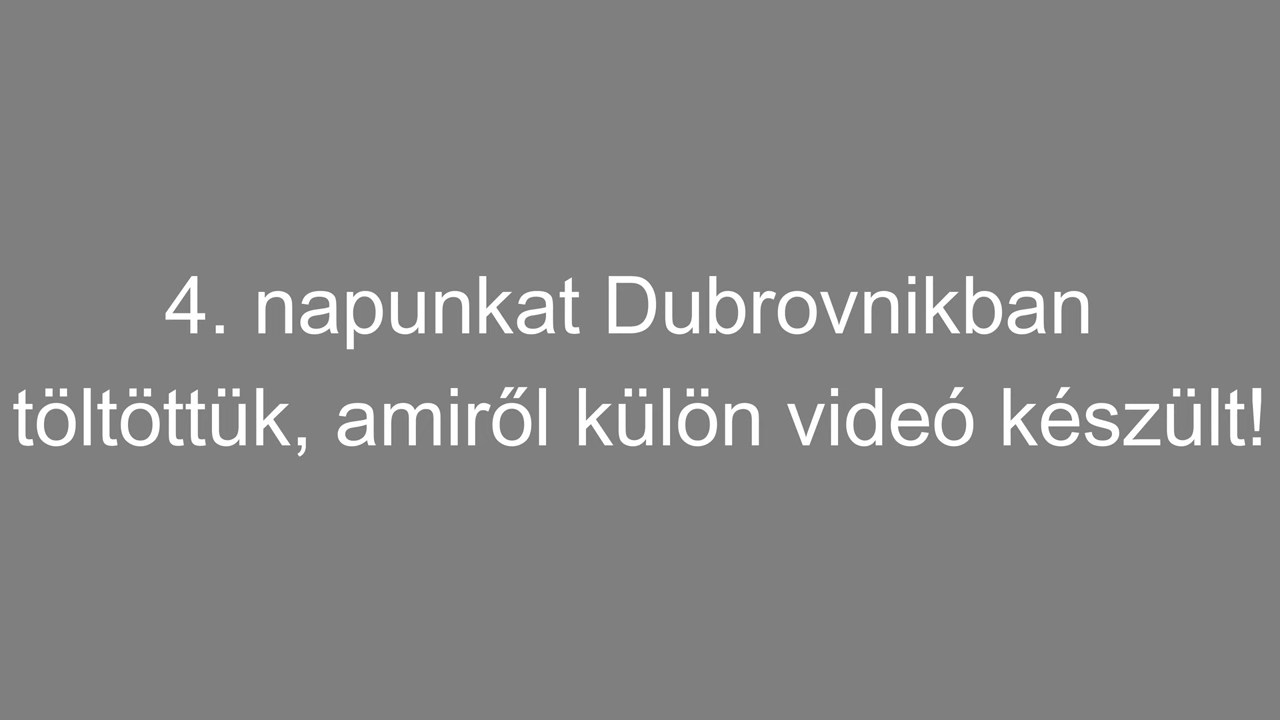 4. napunkat Dubrovnikban
töltöttük, amiről külön videó készült!